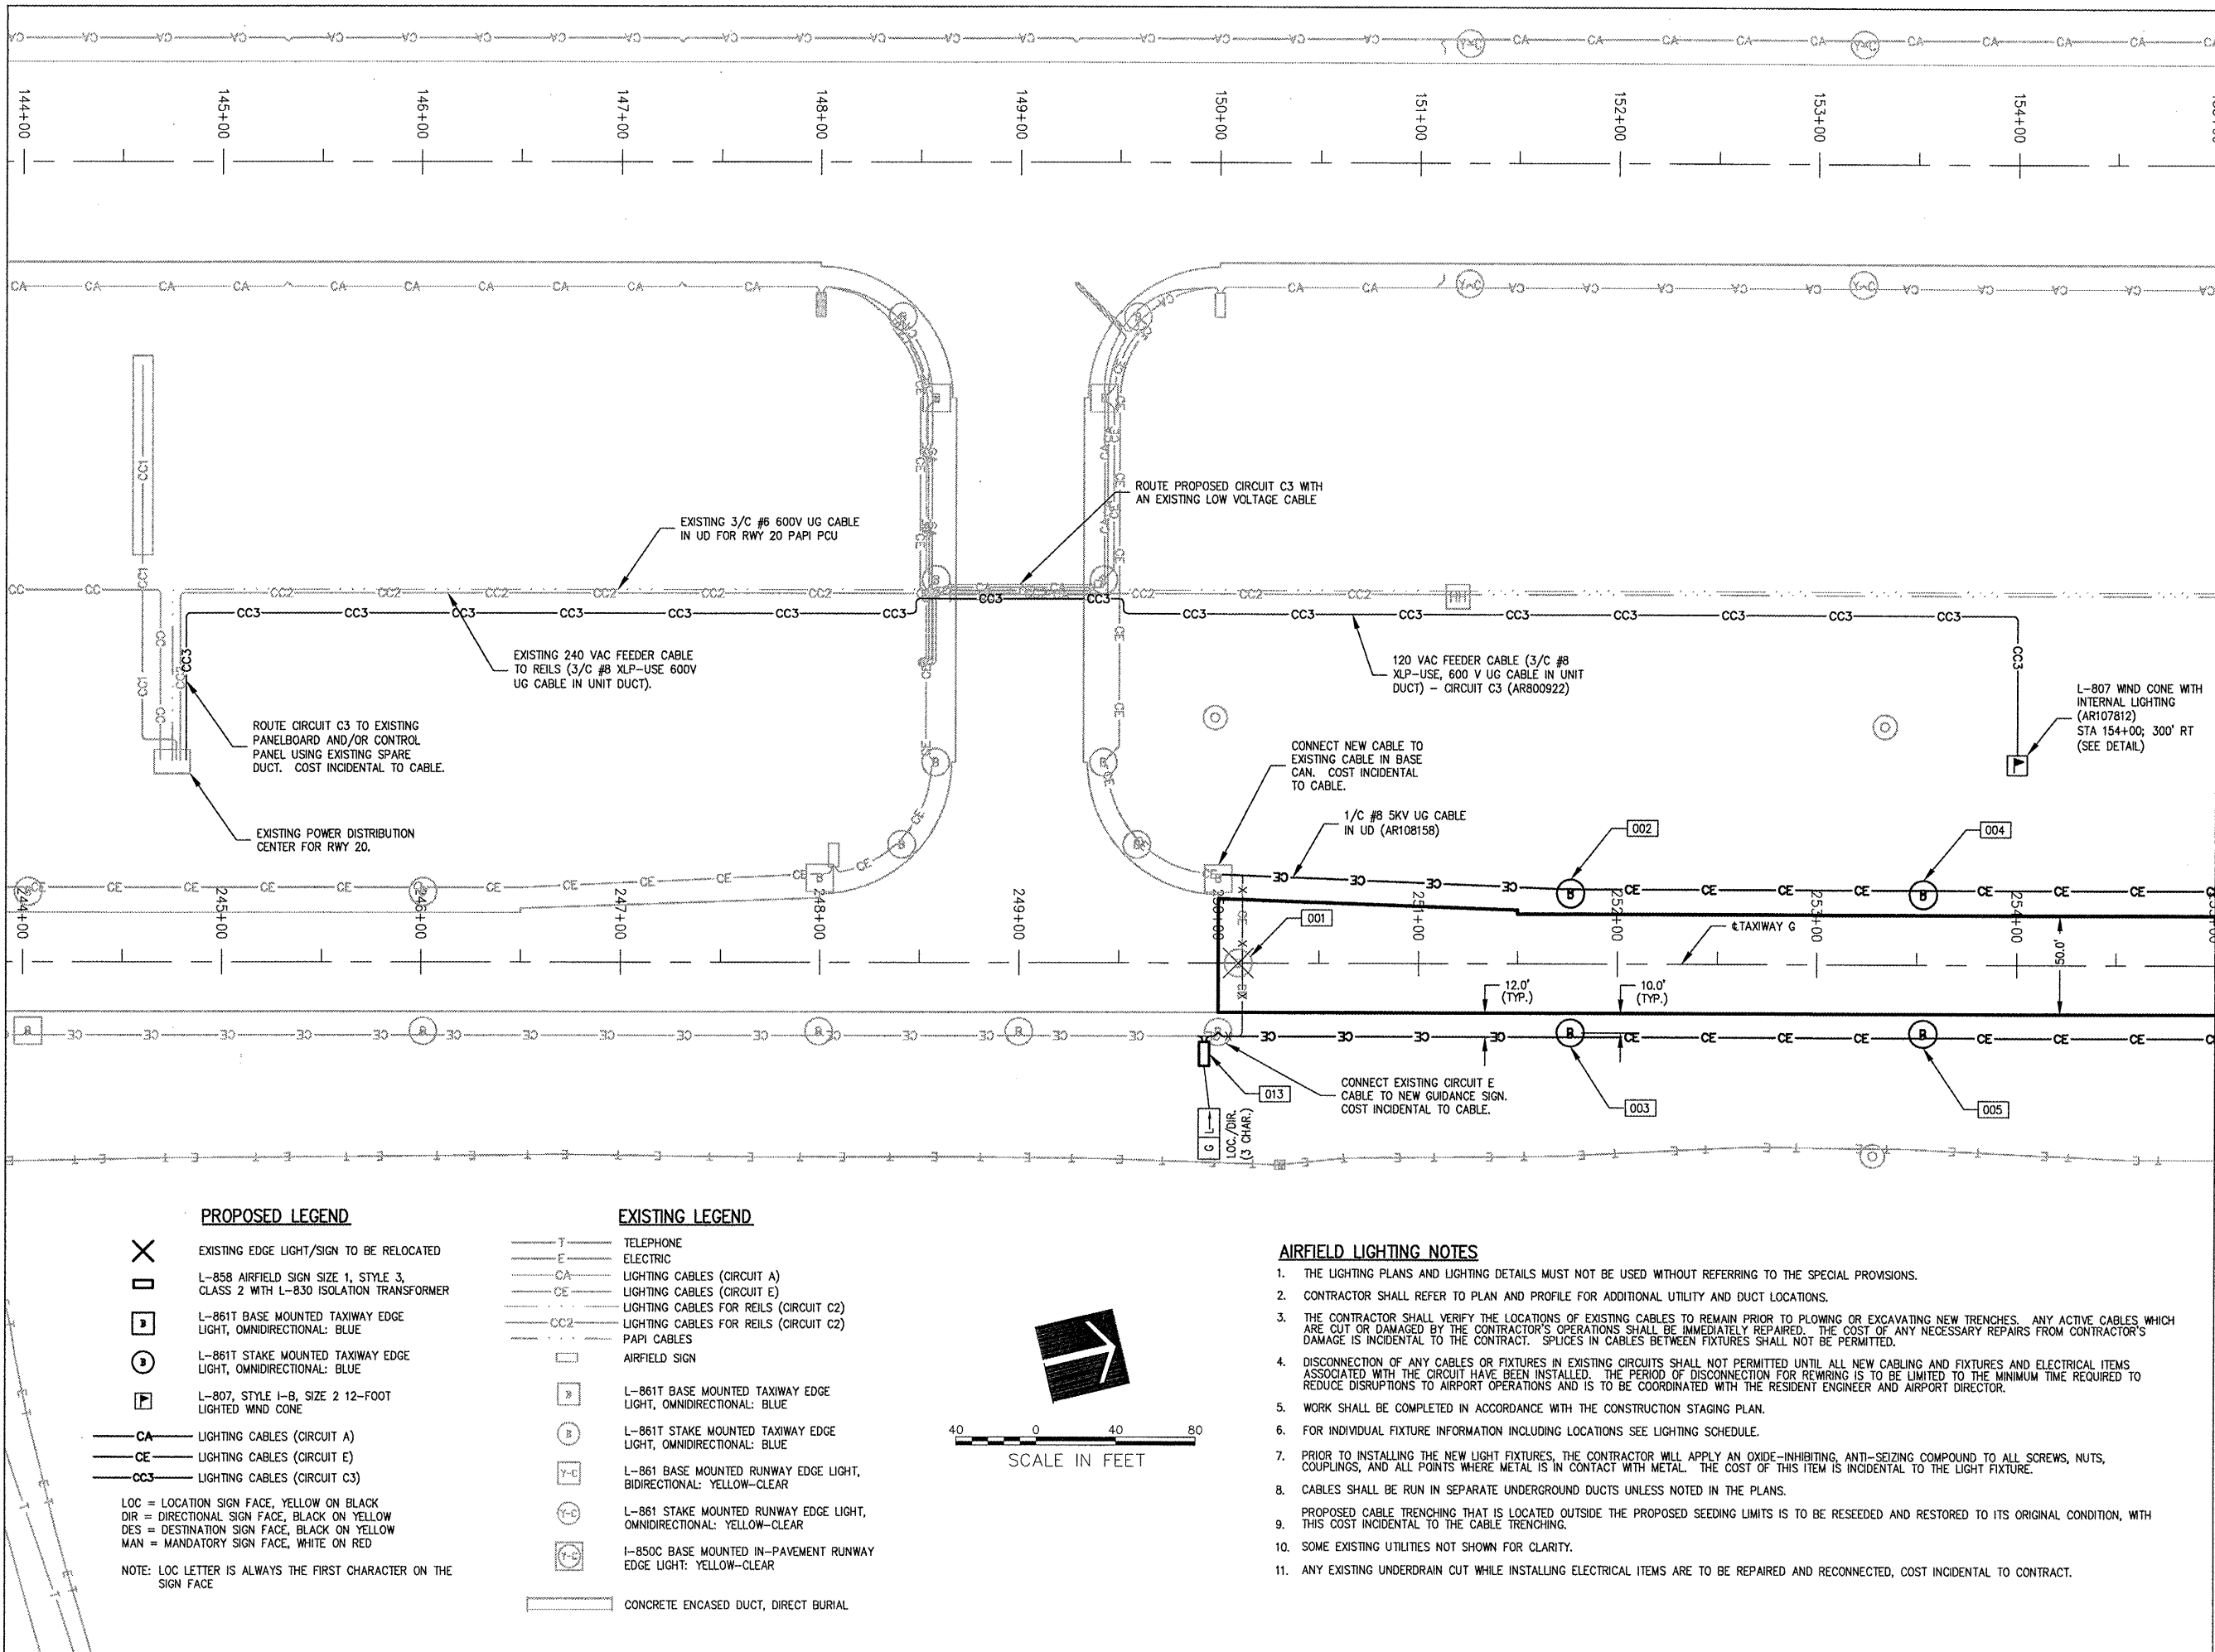 144+00
145+00
146+00
147+00
148+00
149+00
150+00
151+00
152+00
153+00
154+00
ROUTE PROPOSED CIRCUIT C3 WITH
AN EXISTING LOW VOLTAGE CABLE
EXISTING 3/C #6 600V UG CABLE
IN UD FOR RWY 20 PAPI PCU
EXISTING 240 VAC FEEDER CABLE
TO REILS (3/C #8 XLP-USE 600V
UG CABLE IN UNIT DUCT).
120 VAC FEEDER CABLE (3/C #8
XLP-USE, 600 V UG CABLE IN UNIT
DUCT) - CIRCUIT C3 (AR800922)
L-807 WIND CONE WITH
INTERNAL LIGHTING
(AR107812)
STA 154+00; 300' RT
(SEE DETAIL)
ROUTE CIRCUIT C3 TO EXISTING
PANELBOARD AND/OR CONTROL
PANEL USING EXISTING SPARE
DUCT. COST INCIDENTAL TO CABLE.
CONNECT NEW CABLE TO
EXISTING CABLE IN BASE
CAN. COST INCIDENTAL
TO CABLE.
EXISTING POWER DISTRIBUTION
CENTER FOR RWY 20.
1/C #8 5KV UG CABLE
IN UD (AR108158)
002
004
244+00
245+00
246+00
247+00
248+00
249+00
250+00
251+00
252+00
253+00
254+00
001
℄TAXIWAY G
50.0'
12.0'
(TYP.)
10.0'
(TYP.)
013
CONNECT EXISTING CIRCUIT E
CABLE TO NEW GUIDANCE SIGN.
COST INCIDENTAL TO CABLE.
003
005
G L
LOC./DIR.
(3 CHAR.)
PROPOSED LEGEND
EXISTING EDGE LIGHT/SIGN TO BE RELOCATED
L-858 AIRFIELD SIGN SIZE 1, STYLE 3,
CLASS 2 WITH L-830 ISOLATION TRANSFORMER
B L-861T BASE MOUNTED TAXIWAY EDGE
LIGHT, OMNIDIRECTIONAL: BLUE
B L-861T STAKE MOUNTED TAXIWAY EDGE
LIGHT, OMNIDIRECTIONAL: BLUE
L-807, STYLE I-B, SIZE 2 12-FOOT
LIGHTED WIND CONE
CA LIGHTING CABLES (CIRCUIT A)
CE LIGHTING CABLES (CIRCUIT E)
CC3 LIGHTING CABLES (CIRCUIT C3)
LOC = LOCATION SIGN FACE, YELLOW ON BLACK
DIR = DIRECTIONAL SIGN FACE, BLACK ON YELLOW
DES = DESTINATION SIGN FACE, BLACK ON YELLOW
MAN = MANDATORY SIGN FACE, WHITE ON RED
NOTE: LOC LETTER IS ALWAYS THE FIRST CHARACTER ON THE
SIGN FACE
EXISTING LEGEND
T TELEPHONE
E ELECTRIC
CA LIGHTING CABLES (CIRCUIT A)
CE LIGHTING CABLES (CIRCUIT E)
LIGHTING CABLES FOR REILS (CIRCUIT C2)
CC2 LIGHTING CABLES FOR REILS (CIRCUIT C2)
PAPI CABLES
AIRFIELD SIGN
B L-861T BASE MOUNTED TAXIWAY EDGE
LIGHT, OMNIDIRECTIONAL: BLUE
B L-861T STAKE MOUNTED TAXIWAY EDGE
LIGHT, OMNIDIRECTIONAL: BLUE
Y-C L-861 BASE MOUNTED RUNWAY EDGE LIGHT,
BIDIRECTIONAL: YELLOW-CLEAR
Y-C L-861 STAKE MOUNTED RUNWAY EDGE LIGHT,
OMNIDIRECTIONAL: YELLOW-CLEAR
Y-C I-850C BASE MOUNTED IN-PAVEMENT RUNWAY
EDGE LIGHT: YELLOW-CLEAR
CONCRETE ENCASED DUCT, DIRECT BURIAL
40 0 40 80
SCALE IN FEET
AIRFIELD LIGHTING NOTES
1. THE LIGHTING PLANS AND LIGHTING DETAILS MUST NOT BE USED WITHOUT REFERRING TO THE SPECIAL PROVISIONS.
2. CONTRACTOR SHALL REFER TO PLAN AND PROFILE FOR ADDITIONAL UTILITY AND DUCT LOCATIONS.
3. THE CONTRACTOR SHALL VERIFY THE LOCATIONS OF EXISTING CABLES TO REMAIN PRIOR TO PLOWING OR EXCAVATING NEW TRENCHES. ANY ACTIVE CABLES WHICH
ARE CUT OR DAMAGED BY THE CONTRACTOR'S OPERATIONS SHALL BE IMMEDIATELY REPAIRED. THE COST OF ANY NECESSARY REPAIRS FROM CONTRACTOR'S
DAMAGE IS INCIDENTAL TO THE CONTRACT. SPLICES IN CABLES BETWEEN FIXTURES SHALL NOT BE PERMITTED.
4. DISCONNECTION OF ANY CABLES OR FIXTURES IN EXISTING CIRCUITS SHALL NOT PERMITTED UNTIL ALL NEW CABLING AND FIXTURES AND ELECTRICAL ITEMS
ASSOCIATED WITH THE CIRCUIT HAVE BEEN INSTALLED. THE PERIOD OF DISCONNECTION FOR REWIRING IS TO BE LIMITED TO THE MINIMUM TIME REQUIRED TO
REDUCE DISRUPTIONS TO AIRPORT OPERATIONS AND IS TO BE COORDINATED WITH THE RESIDENT ENGINEER AND AIRPORT DIRECTOR.
5. WORK SHALL BE COMPLETED IN ACCORDANCE WITH THE CONSTRUCTION STAGING PLAN.
6. FOR INDIVIDUAL FIXTURE INFORMATION INCLUDING LOCATIONS SEE LIGHTING SCHEDULE.
7. PRIOR TO INSTALLING THE NEW LIGHT FIXTURES, THE CONTRACTOR WILL APPLY AN OXIDE-INHIBITING, ANTI-SEIZING COMPOUND TO ALL SCREWS, NUTS,
COUPLINGS, AND ALL POINTS WHERE METAL IS IN CONTACT WITH METAL. THE COST OF THIS ITEM IS INCIDENTAL TO THE LIGHT FIXTURE.
8. CABLES SHALL BE RUN IN SEPARATE UNDERGROUND DUCTS UNLESS NOTED IN THE PLANS.
PROPOSED CABLE TRENCHING THAT IS LOCATED OUTSIDE THE PROPOSED SEEDING LIMITS IS TO BE RESEEDED AND RESTORED TO ITS ORIGINAL CONDITION, WITH
9. THIS COST INCIDENTAL TO THE CABLE TRENCHING.
10. SOME EXISTING UTILITIES NOT SHOWN FOR CLARITY.
11. ANY EXISTING UNDERDRAIN CUT WHILE INSTALLING ELECTRICAL ITEMS ARE TO BE REPAIRED AND RECONNECTED, COST INCIDENTAL TO CONTRACT.